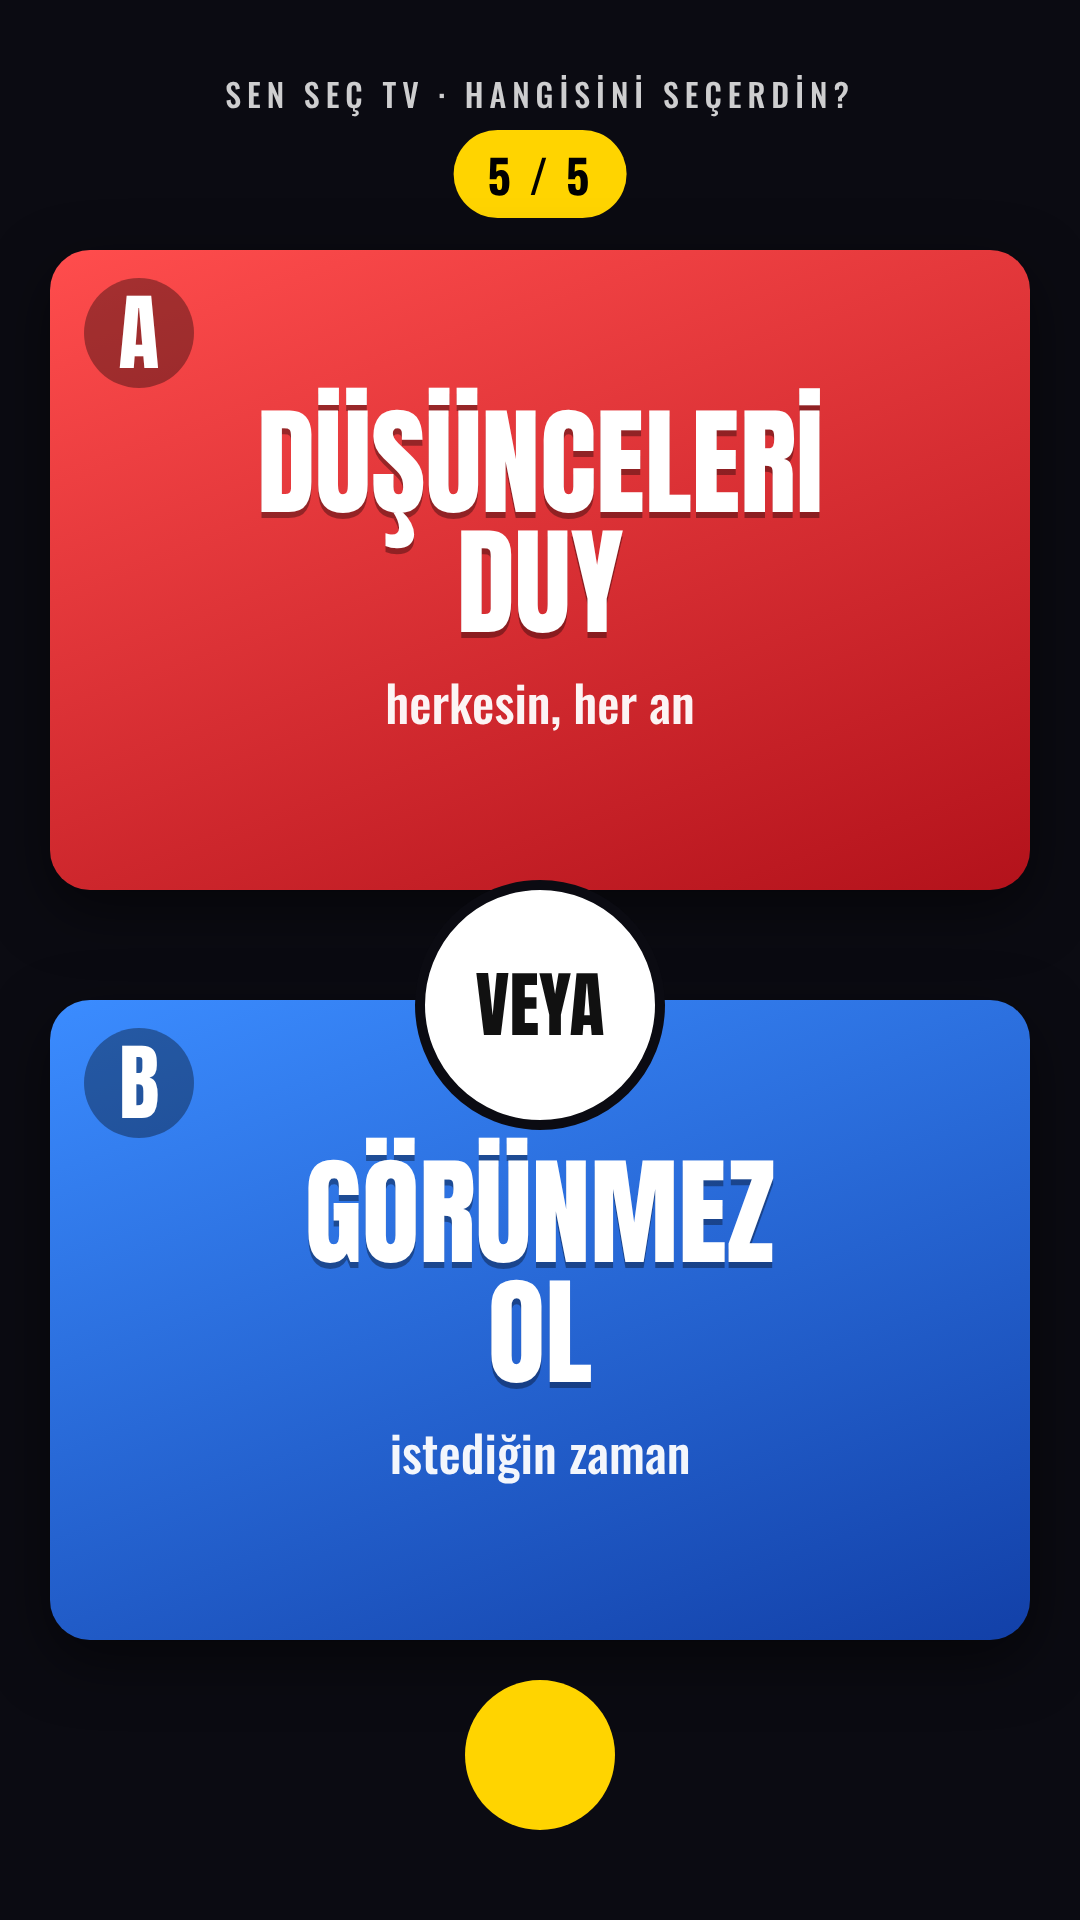 SEN SEÇ TV · HANGİSİNİ SEÇERDİN?
5 / 5
A
DÜŞÜNCELERİ
DUY
herkesin, her an
VEYA
B
GÖRÜNMEZ
OL
istediğin zaman